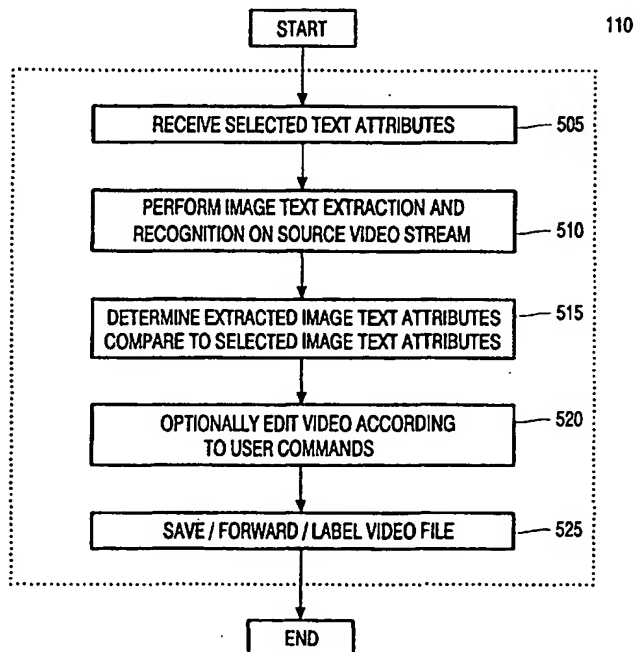 START
110
RECEIVE SELECTED TEXT ATTRIBUTES
505
PERFORM IMAGE TEXT EXTRACTION AND
RECOGNITION ON SOURCE VIDEO STREAM
510
DETERMINE EXTRACTED IMAGE TEXT ATTRIBUTES
COMPARE TO SELECTED IMAGE TEXT ATTRIBUTES
515
OPTIONALLY EDIT VIDEO ACCORDING
TO USER COMMANDS
520
SAVE / FORWARD / LABEL VIDEO FILE
525
END